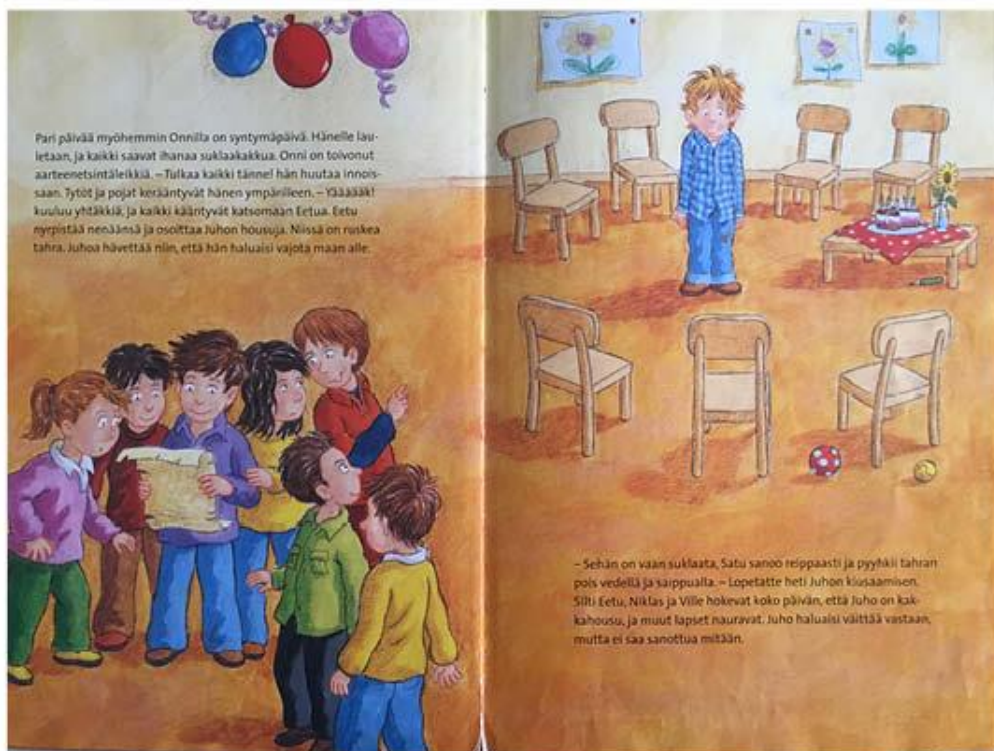 Pari päivää myöhemmin Onnilla on syntymäpäivä. Hänelle lau-
letaan, ja kaikki saavat ihanaa suklaakakkua. Onni on toivonut
aarteenetsintäleikkiä. – Tulkaa kaikki tänne! hän huutaa innois-
saan. Tytöt ja pojat kerääntyvät hänen ympärilleen. – Yääääk!
kuuluu yhtäkkiä, ja kaikki kääntyvät katsomaan Eetua. Eetu
nyrpistää nenäänsä ja osoittaa Juhon housuja. Niissä on ruskea
tahra. Juhoa hävettää niin, että hän haluaisi vajota maan alle.
– Sehän on vaan suklaata, Satu sanoo reippaasti ja pyyhkii tahran
pois vedellä ja saippualla. – Lopetatte heti Juhon kiusaamisen.
Silti Eetu, Niklas ja Ville hokevat koko päivän, että Juho on kak-
kahousu, ja muut lapset nauravat. Juho haluaisi väittää vastaan,
mutta ei saa sanottua mitään.